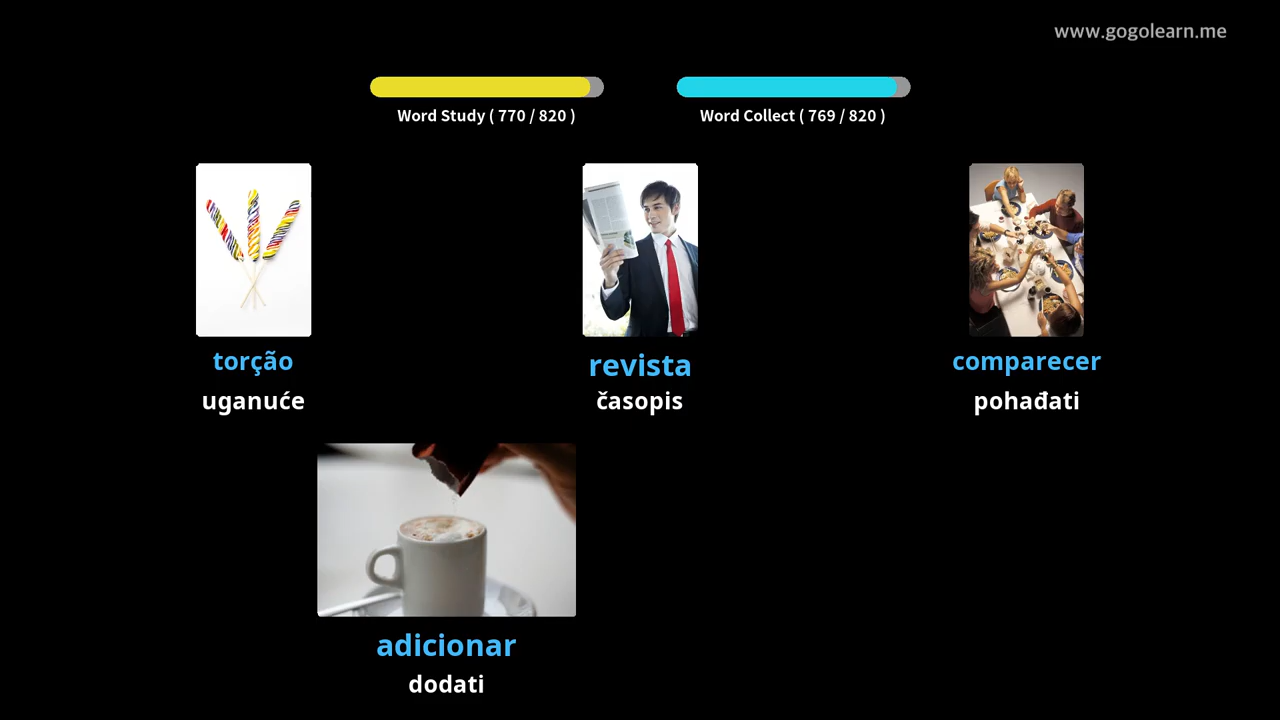 www.gogolearn.me
Word Study ( 770 / 820 )
Word Collect ( 769 / 820 )
torção
revista
comparecer
uganuće
časopis
pohađati
adicionar
dodati